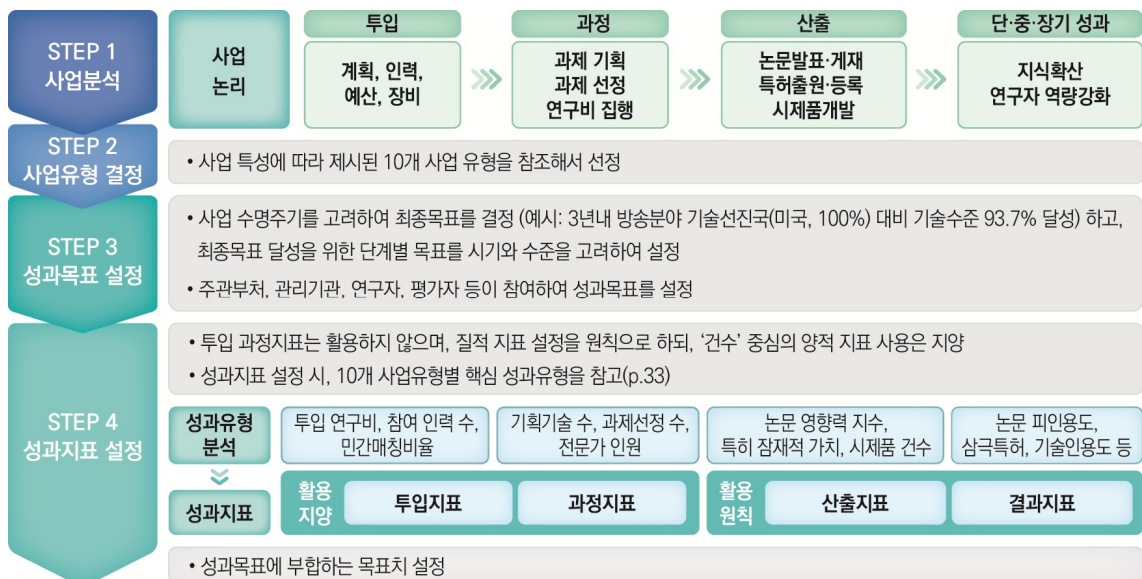 STEP 1
사업분석
사업
논리
투입
계획, 인력,
예산, 장비
과정
과제 기획
과제 선정
연구비 집행
산출
논문발표·게재
특허출원·등록
시제품개발
단·중·장기 성과
지식확산
연구자 역량강화
STEP 2
사업유형 결정
• 사업 특성에 따라 제시된 10개 사업 유형을 참조해서 선정
STEP 3
성과목표 설정
• 사업 수명주기를 고려하여 최종목표를 결정 (예시: 3년내 방송분야 기술선진국(미국, 100%) 대비 기술수준 93.7% 달성) 하고,
최종목표 달성을 위한 단계별 목표를 시기와 수준을 고려하여 설정
• 주관부처, 관리기관, 연구자, 평가자 등이 참여하여 성과목표를 설정
STEP 4
성과지표 설정
• 투입 과정지표는 활용하지 않으며, 질적 지표 설정을 원칙으로 하되, ‘건수’ 중심의 양적 지표 사용은 지양
• 성과지표 설정 시, 10개 사업유형별 핵심 성과유형을 참고(p.33)
성과유형
분석
투입 연구비, 참여 인력 수,
민간매칭비율
기획기술 수, 과제선정 수,
전문가 인원
논문 영향력 지수,
특히 잠재적 가치, 시제품 건수
논문 피인용도,
삼극특허, 기술인용도 등
성과지표
활용
지양
투입지표
과정지표
활용
원칙
산출지표
결과지표
• 성과목표에 부합하는 목표치 설정